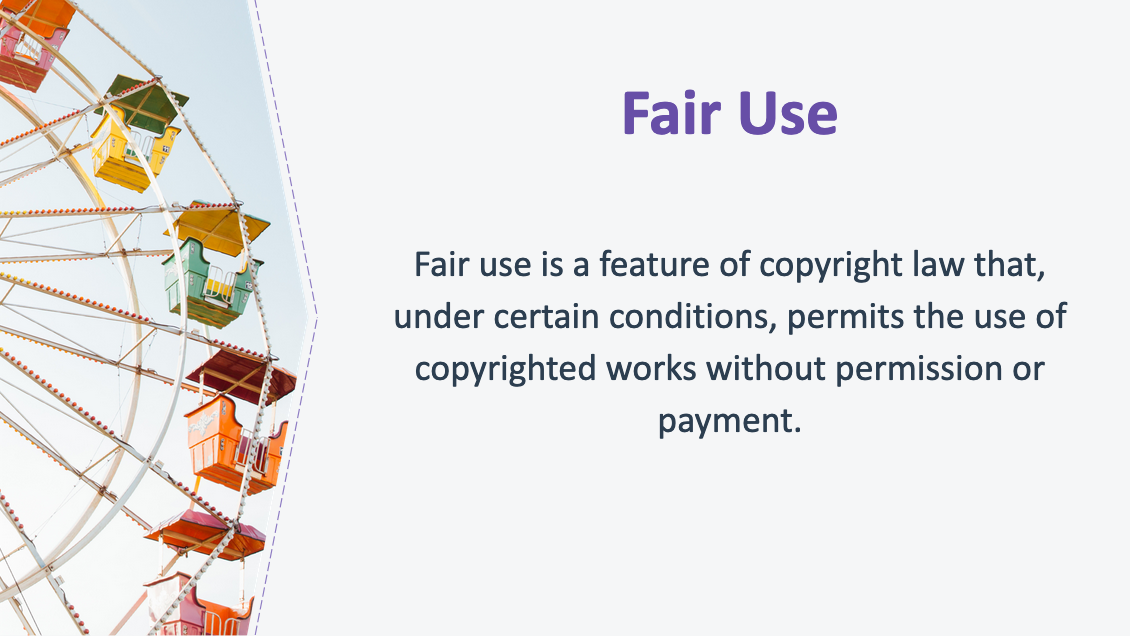 Fair Use
Fair use is a feature of copyright law that,
under certain conditions, permits the use of
copyrighted works without permission or
payment.